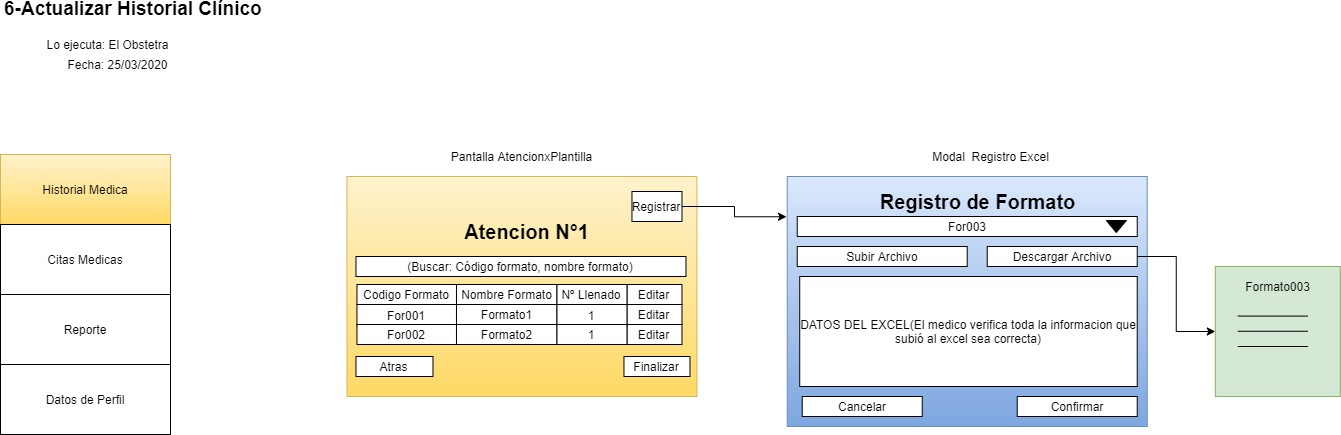 6-Actualizar Historial Clínico
Lo ejecuta: El Obstetra
Fecha: 25/03/2020
Historial Medica
Citas Medicas
Reporte
Datos de Perfil
Pantalla AtencionxPlantilla
Registrar
Atencion N°1
(Buscar: Código formato, nombre formato)
Codigo Formato Nombre Formato Nº Llenado Editar
For001 Formato1 1 Editar
For002 Formato2 1 Editar
Atras
Finalizar
Modal Registro Excel
Registro de Formato
For003
Subir Archivo
Descargar Archivo
DATOS DEL EXCEL(El medico verifica toda la informacion que
subió al excel sea correcta)
Cancelar
Confirmar
Formato003